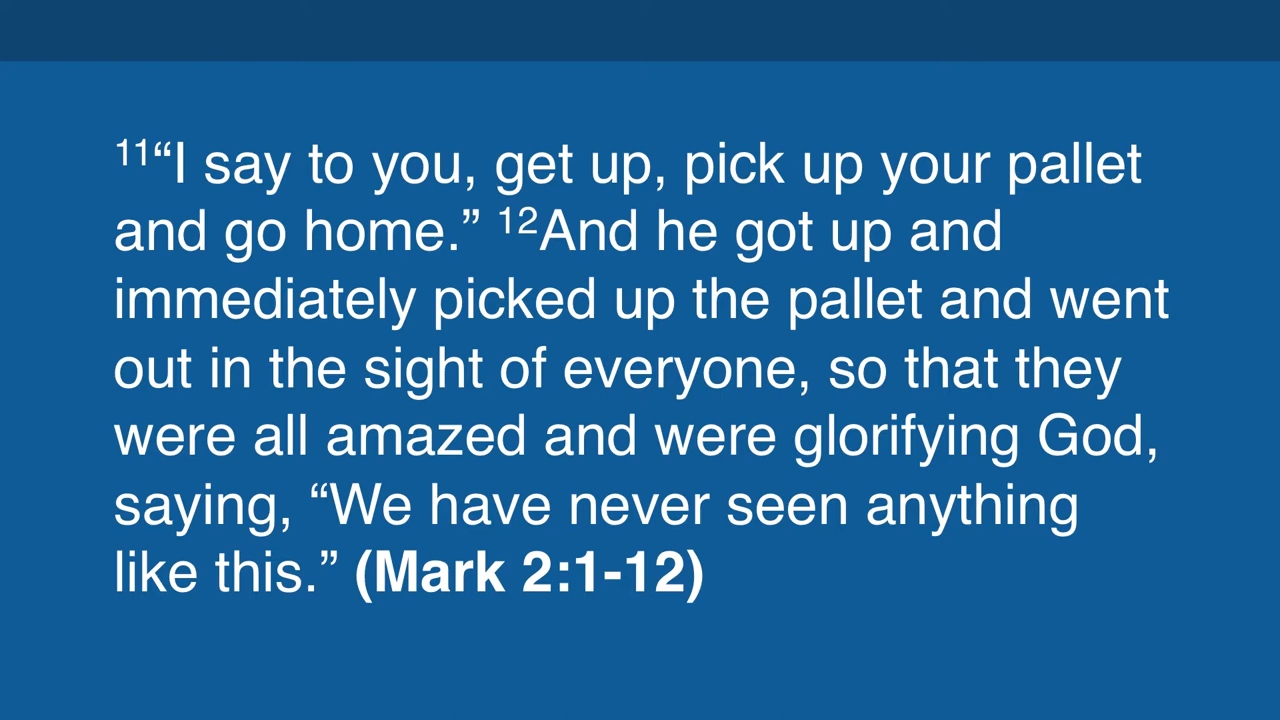 11“I say to you, get up, pick up your pallet
and go home.” 12And he got up and
immediately picked up the pallet and went
out in the sight of everyone, so that they
were all amazed and were glorifying God,
saying, “We have never seen anything
like this.” (Mark 2:1-12)